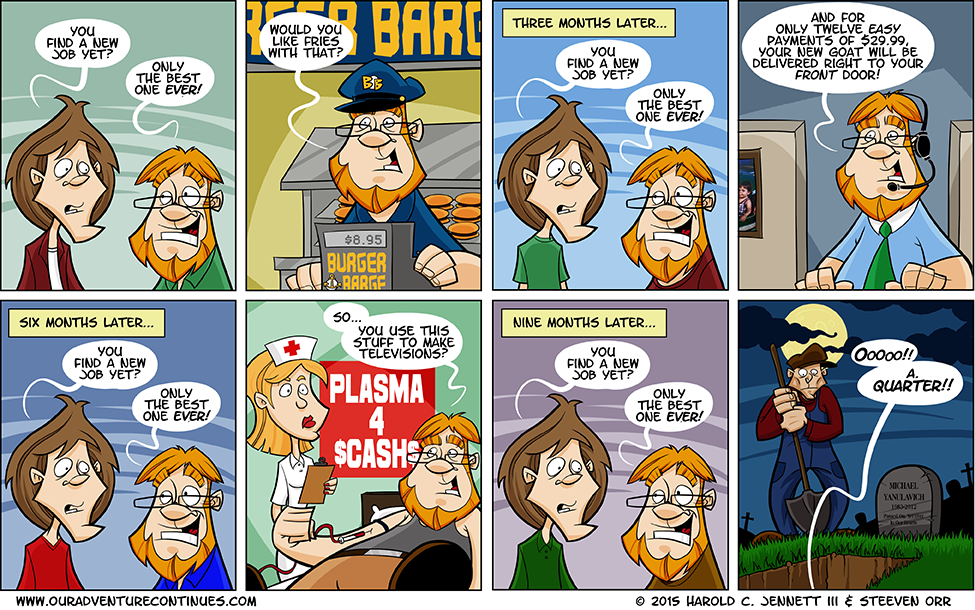 YOU
FIND A NEW
JOB YET?
ONLY
THE BEST
ONE EVER!
BURGER BARG
WOULD YOU
LIKE FRIES
WITH THAT?
BB
$8.95
BURGER
BARGE
THREE MONTHS LATER...
YOU
FIND A NEW
JOB YET?
ONLY
THE BEST
ONE EVER!
AND FOR
ONLY TWELVE EASY
PAYMENTS OF $29.99,
YOUR NEW GOAT WILL BE
DELIVERED RIGHT TO YOUR
FRONT DOOR!
SIX MONTHS LATER...
YOU
FIND A NEW
JOB YET?
ONLY
THE BEST
ONE EVER!
SO...
YOU USE THIS
STUFF TO MAKE
TELEVISIONS?
PLASMA
4
$CASH$
NINE MONTHS LATER...
YOU
FIND A NEW
JOB YET?
ONLY
THE BEST
ONE EVER!
OOOOO!!
A
QUARTER!!
MICHAEL
YANULAVICH
WWW.OURADVENTURECONTINUES.COM
© 2015 HAROLD C. JENNETT III & STEEVEN ORR